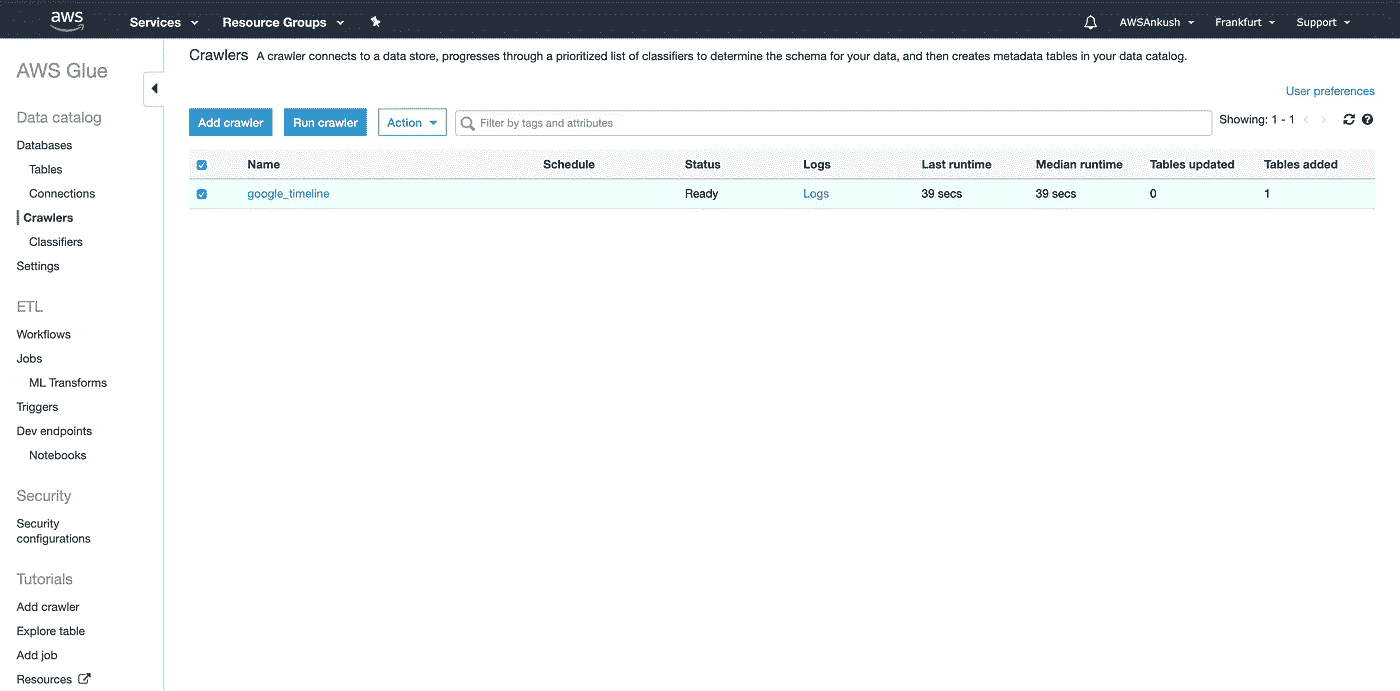 aws Services Resource Groups AWSAnkush Frankfurt Support
AWS Glue
Data catalog
Databases
Tables
Connections
Crawlers
Classifiers
Settings
ETL
Workflows
Jobs
ML Transforms
Triggers
Dev endpoints
Notebooks
Security
Security
configurations
Tutorials
Add crawler
Explore table
Add job
Resources
Crawlers A crawler connects to a data store, progresses through a prioritized list of classifiers to determine the schema for your data, and then creates metadata tables in your data catalog.
User preferences
Add crawler Run crawler Action Filter by tags and attributes Showing: 1 - 1
Name Schedule Status Logs Last runtime Median runtime Tables updated Tables added
google_timeline Ready Logs 39 secs 39 secs 0 1